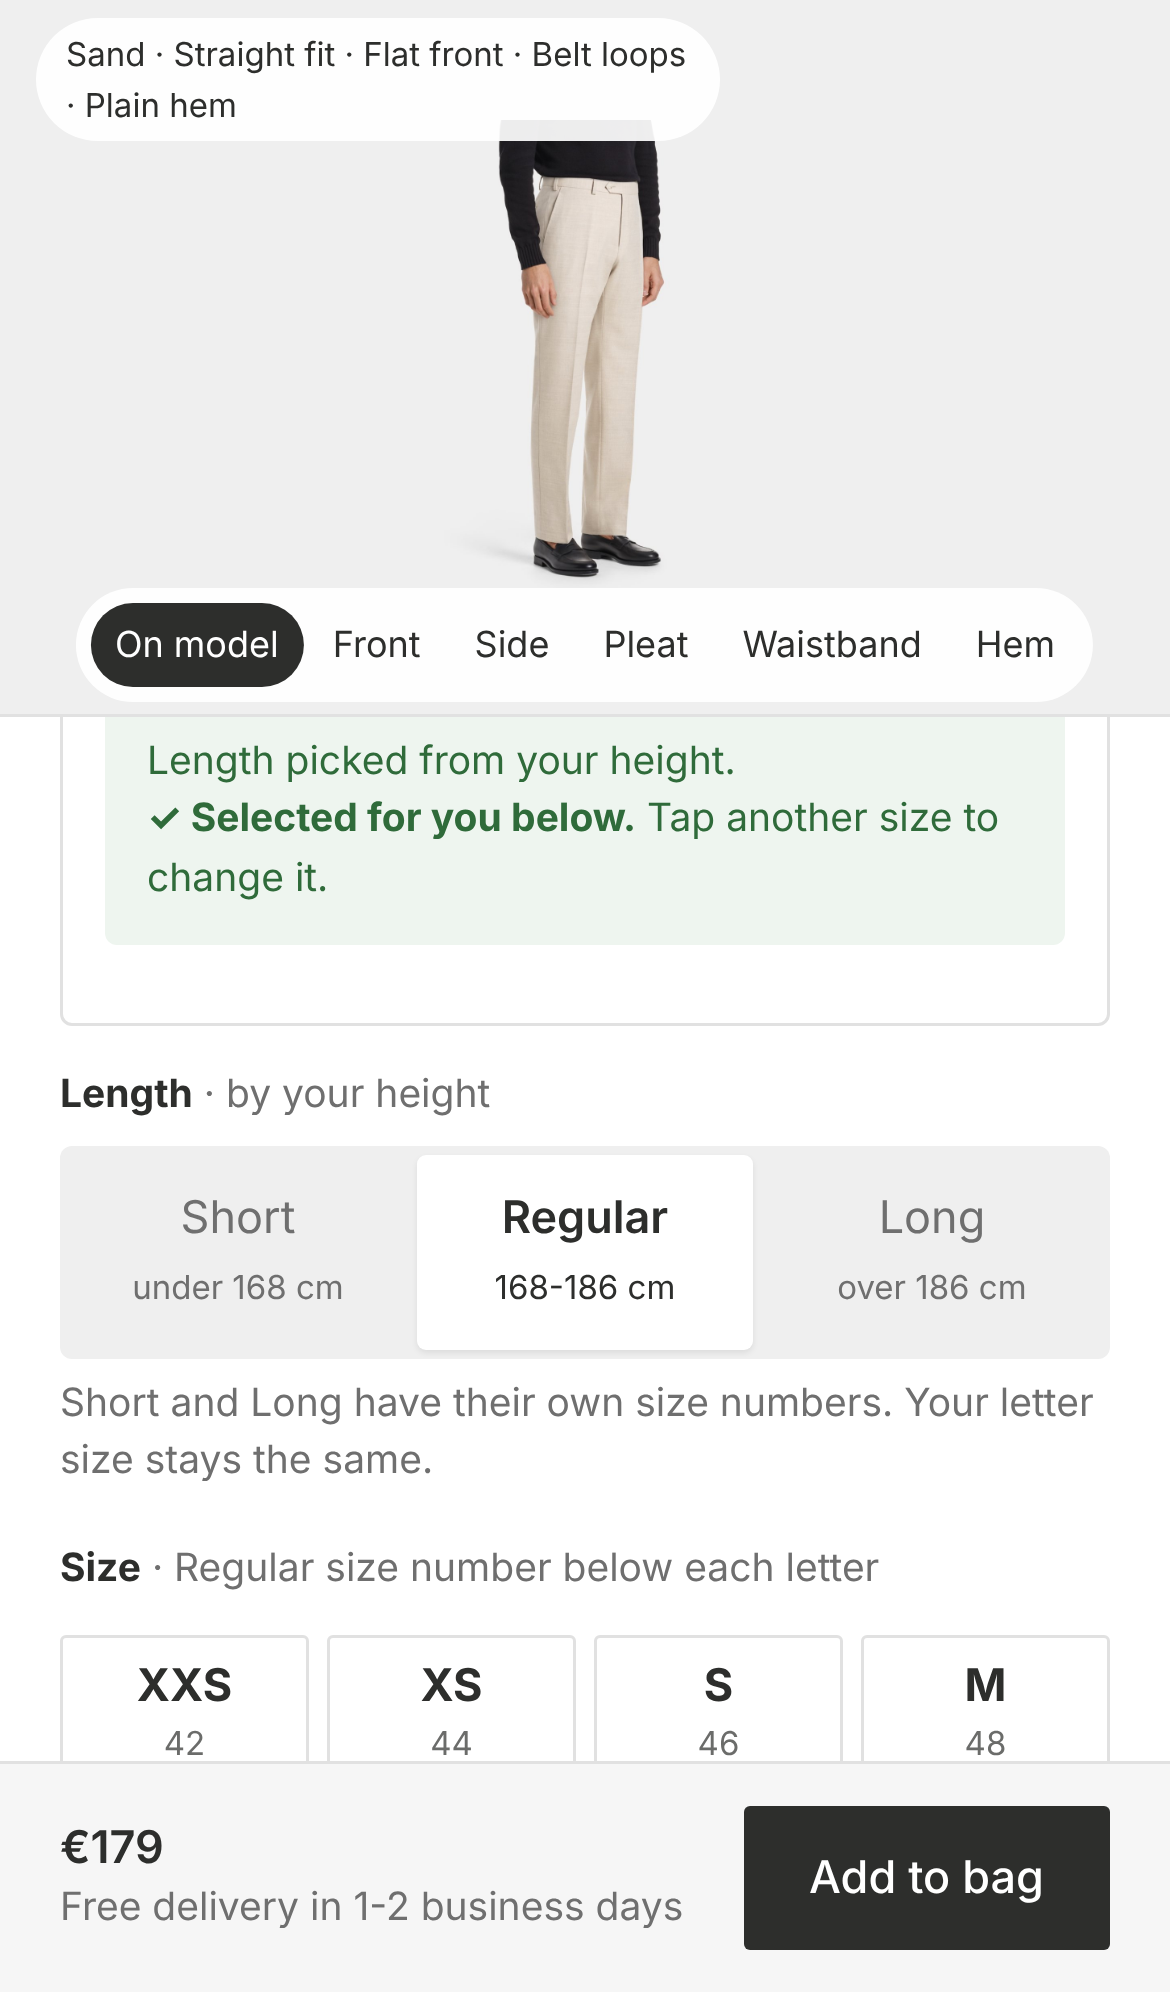 Sand · Straight fit · Flat front · Belt loops
· Plain hem
On model Front Side Pleat Waistband Hem
Length picked from your height.
✓ Selected for you below. Tap another size to
change it.
Length · by your height
Short Regular Long
under 168 cm 168-186 cm over 186 cm
Short and Long have their own size numbers. Your letter
size stays the same.
Size · Regular size number below each letter
XXS XS S M
42 44 46 48
€179
Free delivery in 1-2 business days
Add to bag